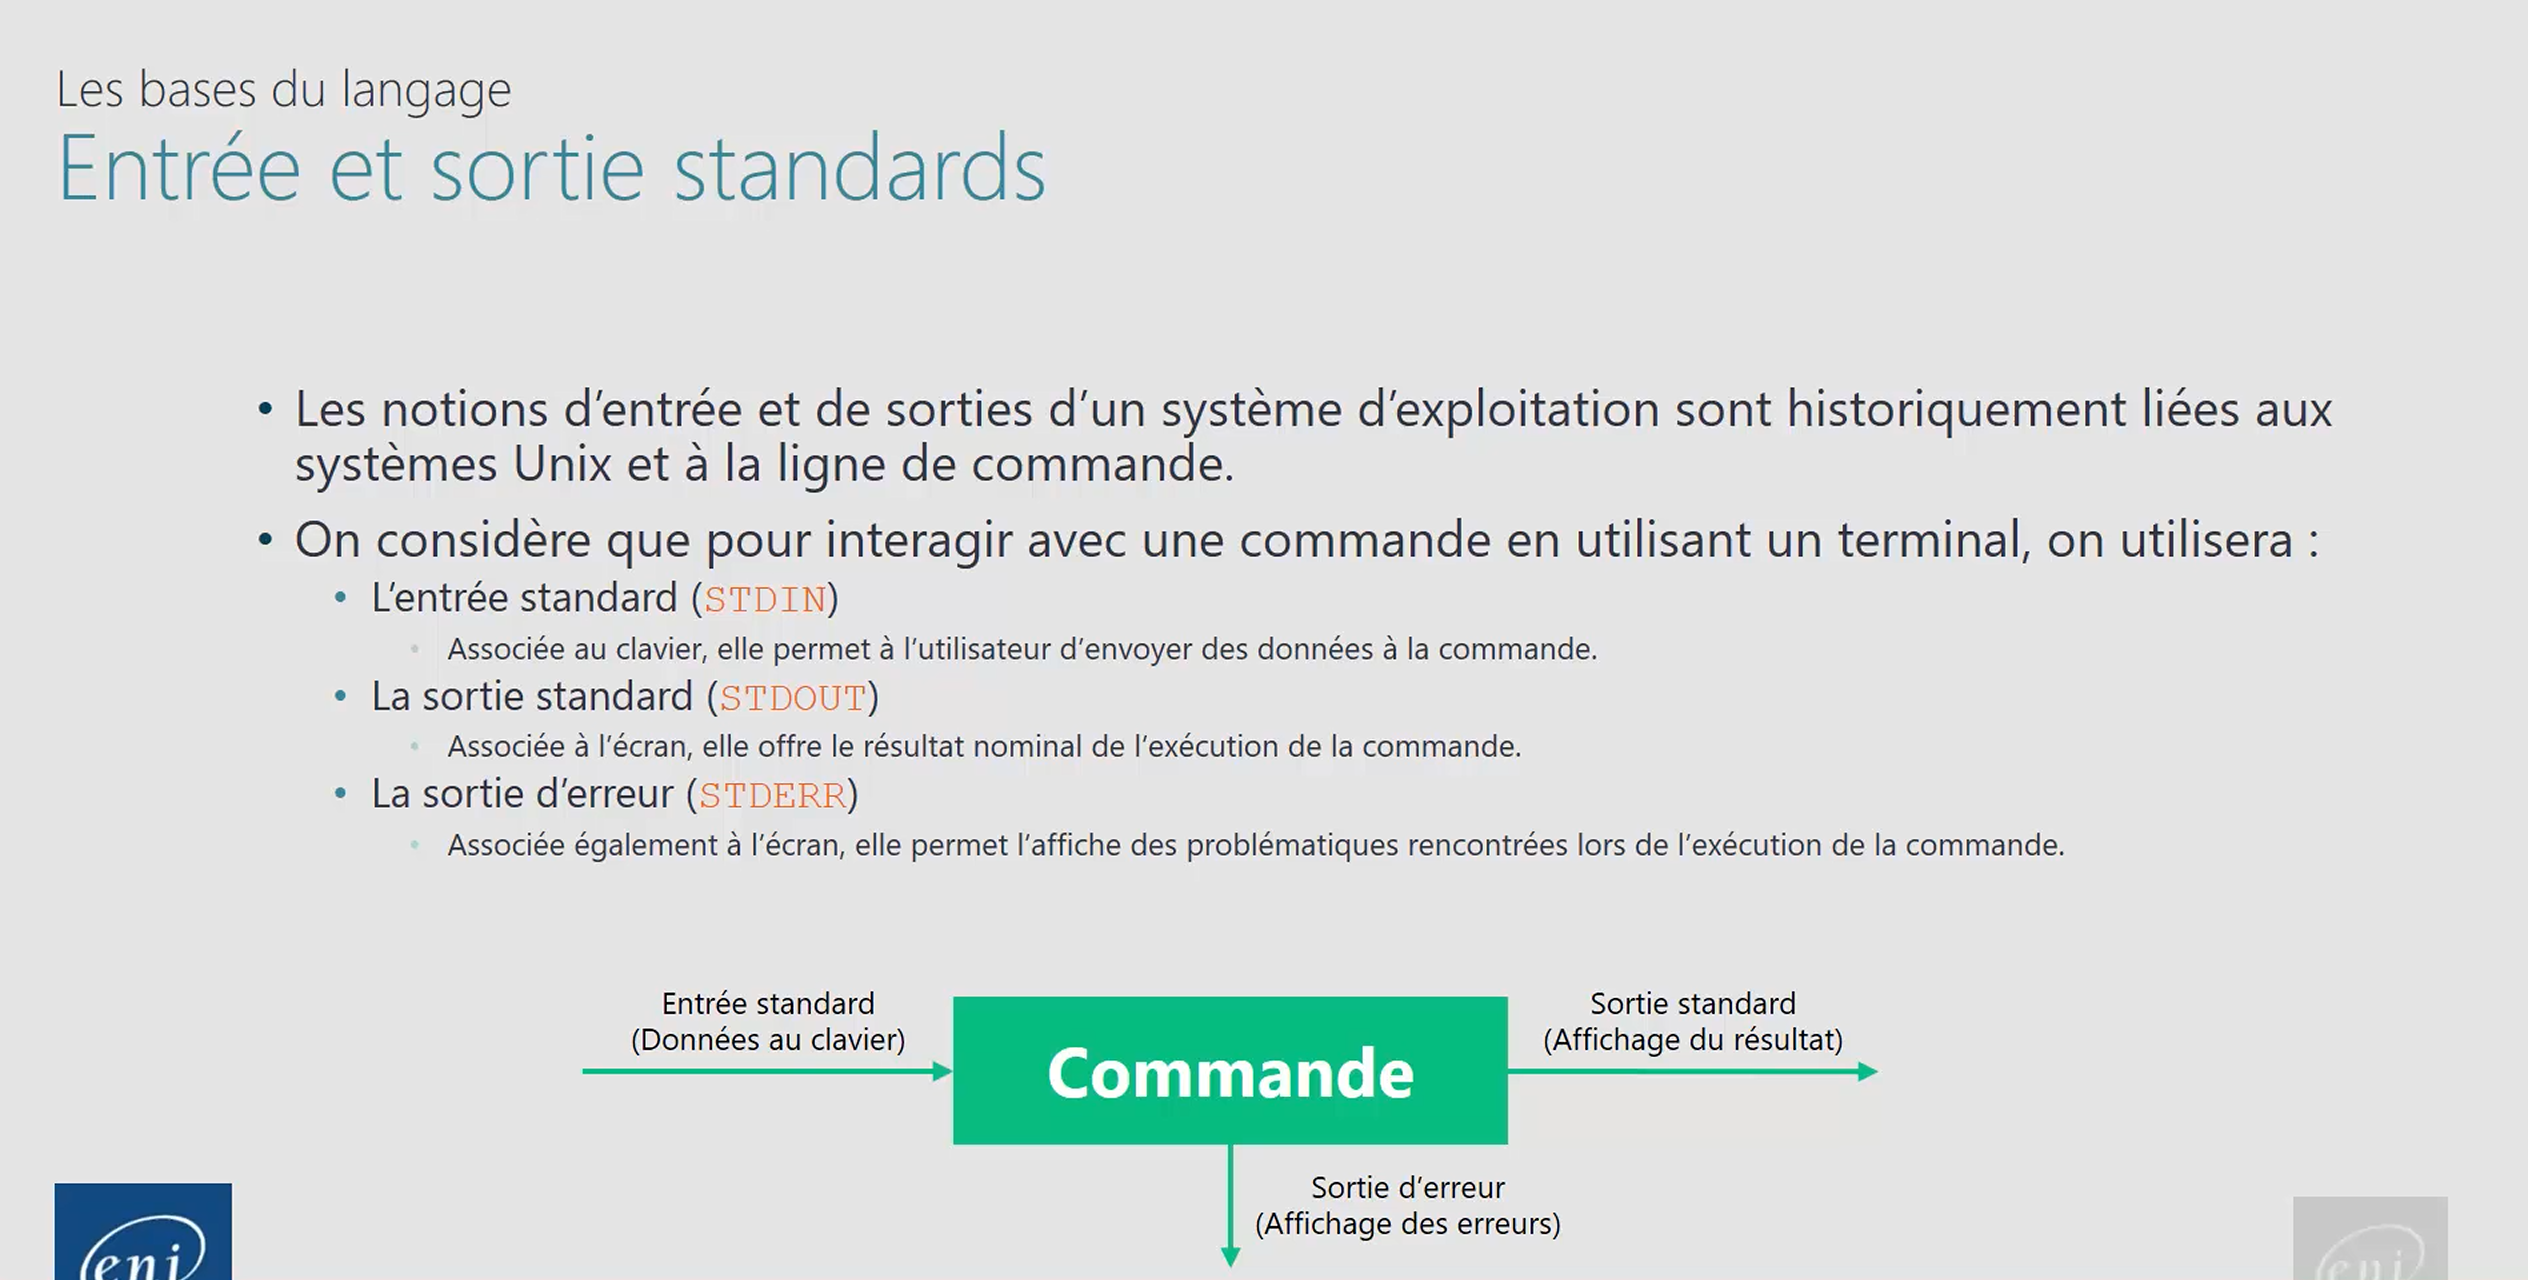 Les bases du langage
Entrée et sortie standards
• Les notions d’entrée et de sorties d’un système d’exploitation sont historiquement liées aux
systèmes Unix et à la ligne de commande.
• On considère que pour interagir avec une commande en utilisant un terminal, on utilisera :
• L’entrée standard (STDIN)
• Associée au clavier, elle permet à l’utilisateur d’envoyer des données à la commande.
• La sortie standard (STDOUT)
• Associée à l’écran, elle offre le résultat nominal de l’exécution de la commande.
• La sortie d’erreur (STDERR)
• Associée également à l’écran, elle permet l’affiche des problématiques rencontrées lors de l’exécution de la commande.
Entrée standard
(Données au clavier)
Commande
Sortie standard
(Affichage du résultat)
Sortie d’erreur
(Affichage des erreurs)
eni
eni